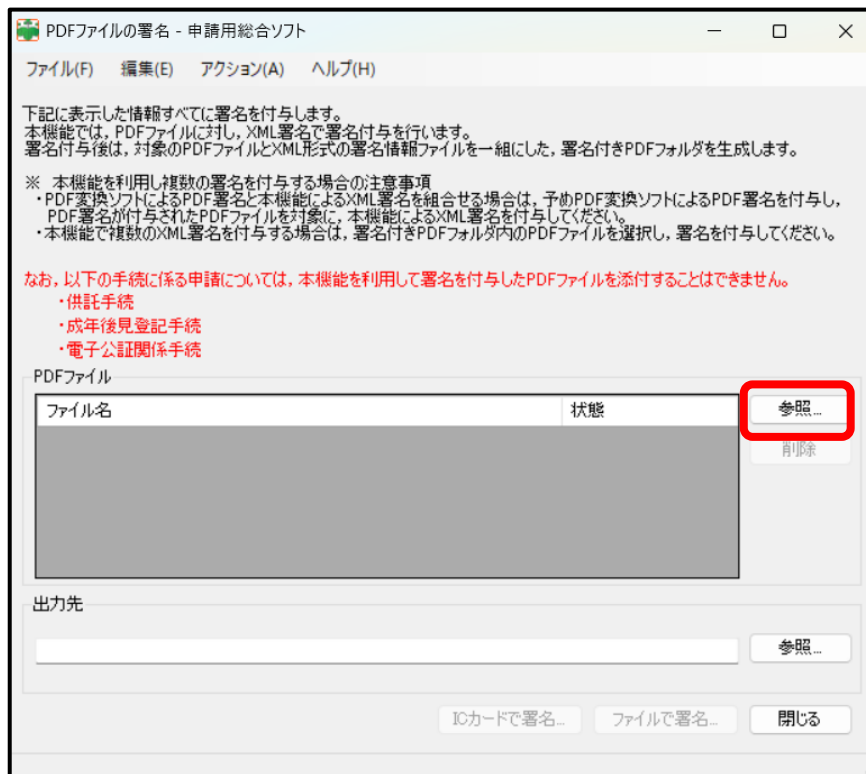 PDFファイルの署名 - 申請用総合ソフト
ファイル(F) 編集(E) アクション(A) ヘルプ(H)
下記に表示した情報すべてに署名を付与します。
本機能では，PDFファイルに対し，XML署名で署名付与を行います。
署名付与後は，対象のPDFファイルとXML形式の署名情報ファイルを一組にした，署名付きPDFフォルダを生成します。
※ 本機能を利用し複数の署名を付与する場合の注意事項
・PDF変換ソフトによるPDF署名と本機能によるXML署名を組合せる場合は，予めPDF変換ソフトによるPDF署名を付与し，
PDF署名が付与されたPDFファイルを対象に，本機能によるXML署名を付与してください。
・本機能で複数のXML署名を付与する場合は，署名付きPDFフォルダ内のPDFファイルを選択し，署名を付与してください。
なお，以下の手続に係る申請については，本機能を利用して署名を付与したPDFファイルを添付することはできません。
・供託手続
・成年後見登記手続
・電子公証関係手続
PDFファイル
ファイル名 状態 参照...
削除
出力先
参照...
ICカードで署名... ファイルで署名... 閉じる